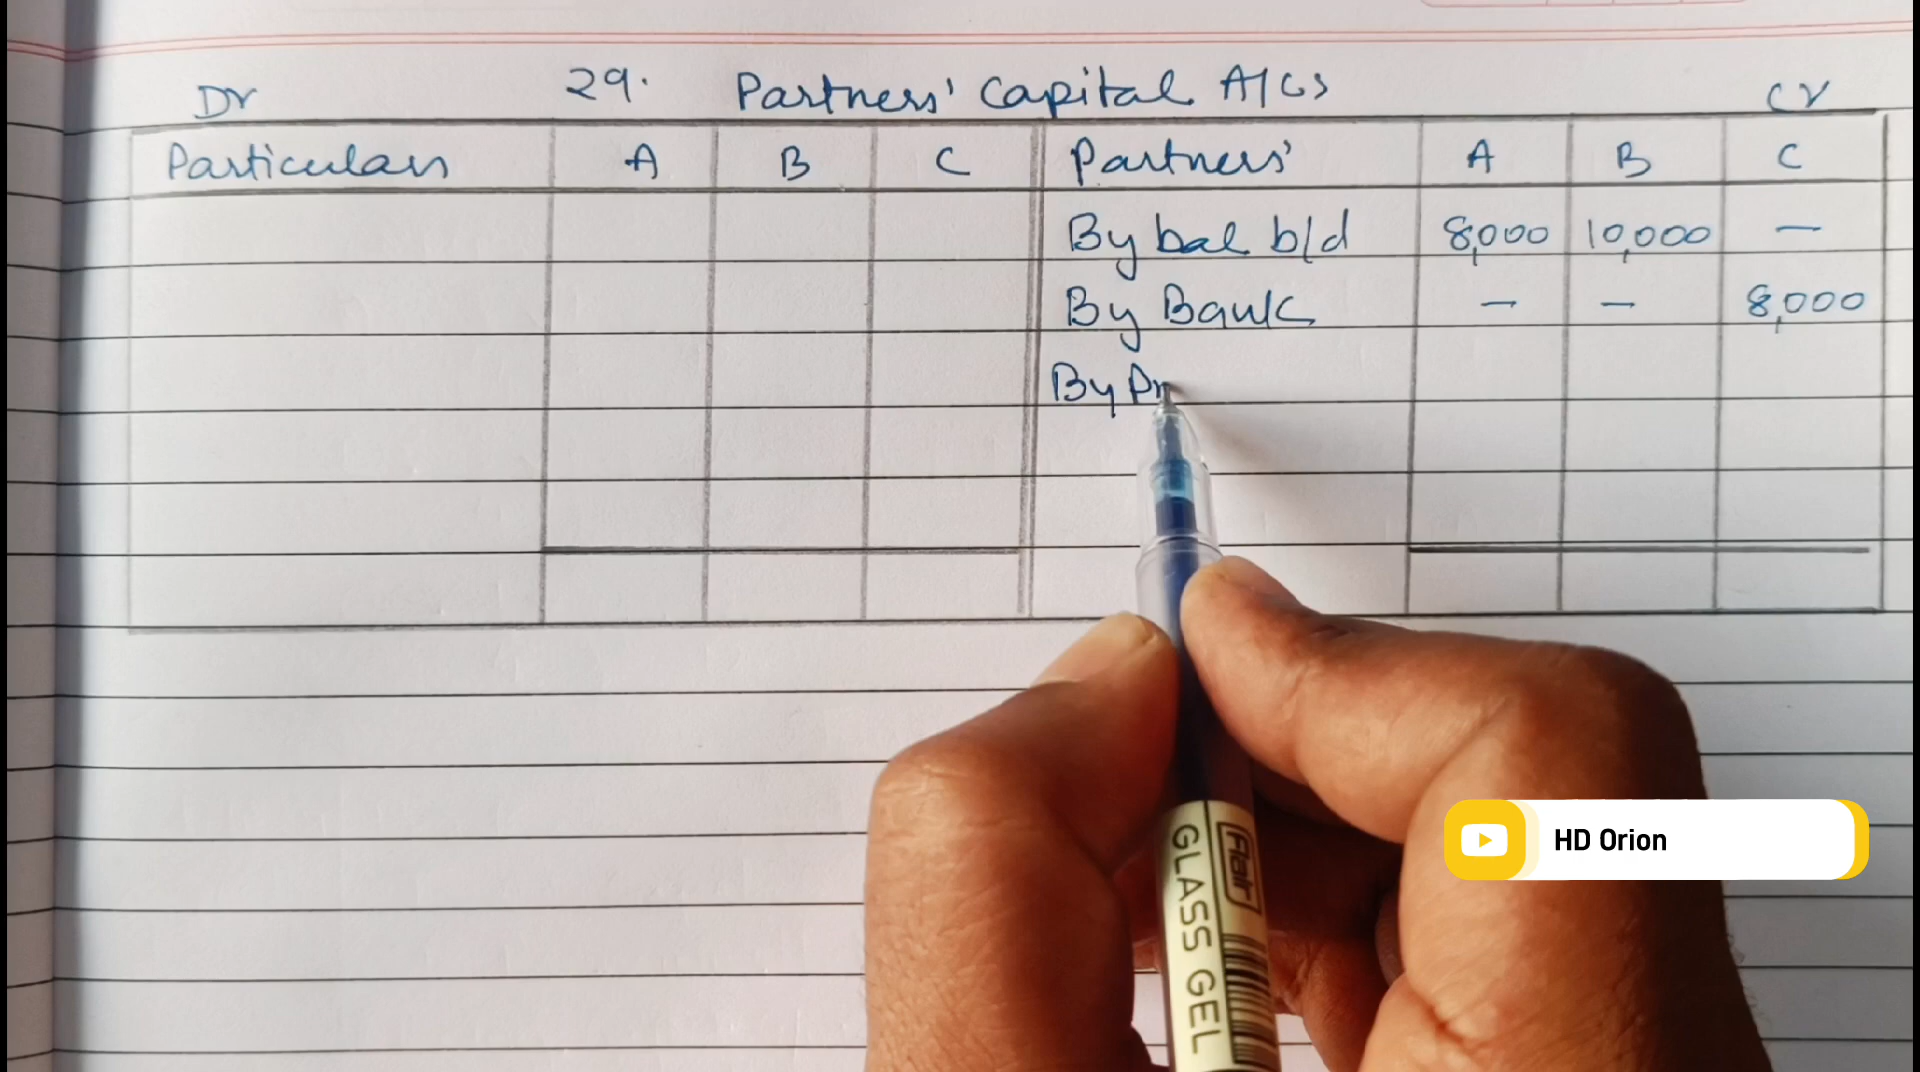 Dr 29. Partners' Capital A/cs Cr
Particulars A B C Partners' A B C
By bal b/d 8,000 10,000 —
By Bank — — 8,000
By Pr
HD Orion
Flair
GLASS GEL